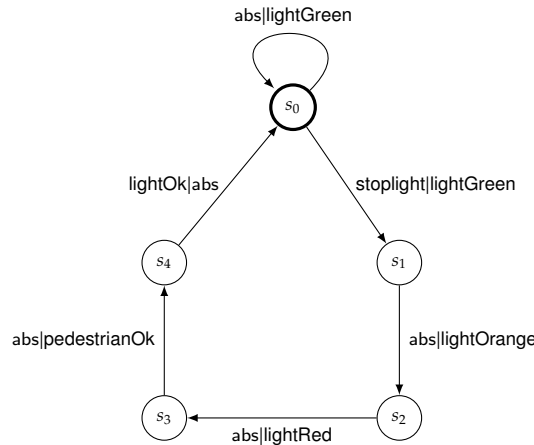 abs|lightGreen
s0
lightOk|abs
stoplight|lightGreen
s4
s1
abs|pedestrianOk
abs|lightOrange
s3
abs|lightRed
s2